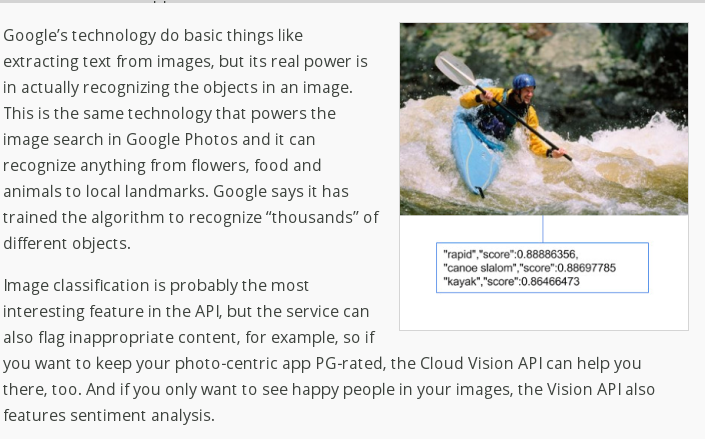 Google’s technology do basic things like
extracting text from images, but its real power is
in actually recognizing the objects in an image.
This is the same technology that powers the
image search in Google Photos and it can
recognize anything from flowers, food and
animals to local landmarks. Google says it has
trained the algorithm to recognize “thousands” of
different objects.
"rapid","score":0.88886356,
"canoe slalom","score":0.88697785
"kayak","score":0.86466473
Image classification is probably the most
interesting feature in the API, but the service can
also flag inappropriate content, for example, so if
you want to keep your photo-centric app PG-rated, the Cloud Vision API can help you
there, too. And if you only want to see happy people in your images, the Vision API also
features sentiment analysis.